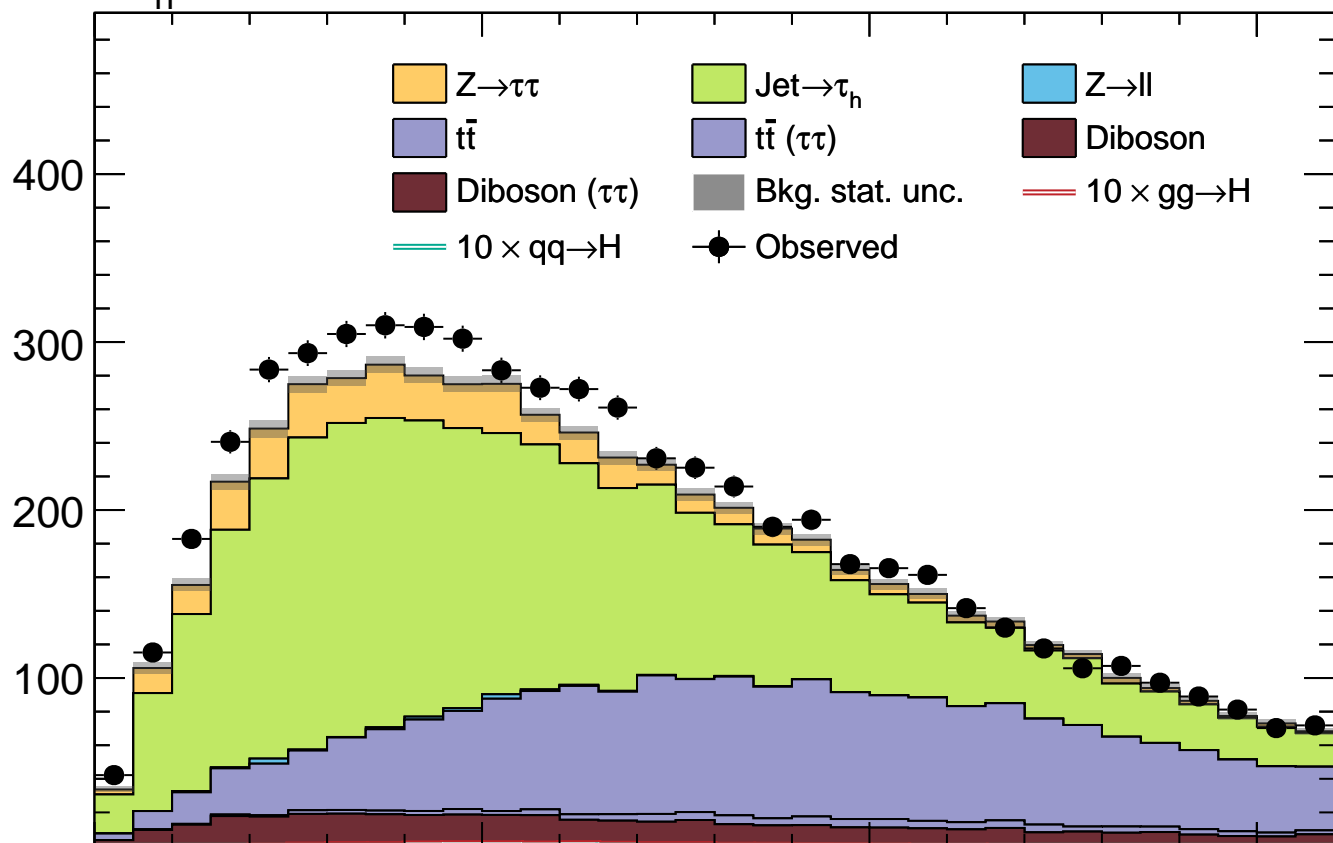 Z→ττ Jet→τh Z→ll
tt̄ tt̄ (ττ) Diboson
Diboson (ττ) Bkg. stat. unc. 10 × gg→H
10 × qq→H Observed
400
300
200
100